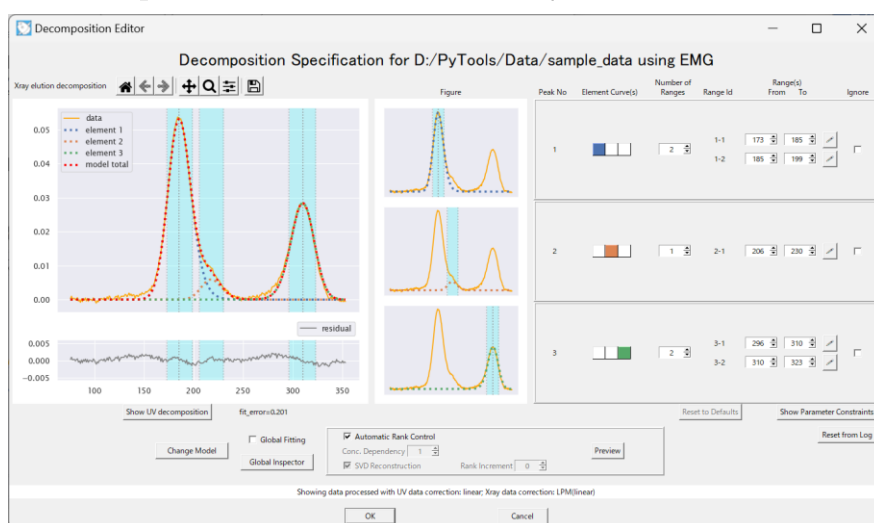 Decomposition Editor
Decomposition Specification for D:/PyTools/Data/sample_data using EMG
Xray elution decomposition
Figure
Peak No Element Curve(s) Number of Ranges Range Id Range(s) From To Ignore
data
element 1
element 2
element 3
model total
0.05
0.04
0.03
0.02
0.01
0.00
residual
0.005
0.000
−0.005
100 150 200 250 300 350
1 2 1-1 173 185
1-2 185 199
2 1 2-1 206 230
3 2 3-1 296 310
3-2 310 323
Show UV decomposition fit_error=0.201 Reset to Defaults Show Parameter Constraints
Change Model Global Fitting Automatic Rank Control Reset from Log
Conc. Dependency 1 Preview
Global Inspector SVD Reconstruction Rank Increment 0
Showing data processed with UV data correction: linear; Xray data correction: LPM(linear)
OK Cancel